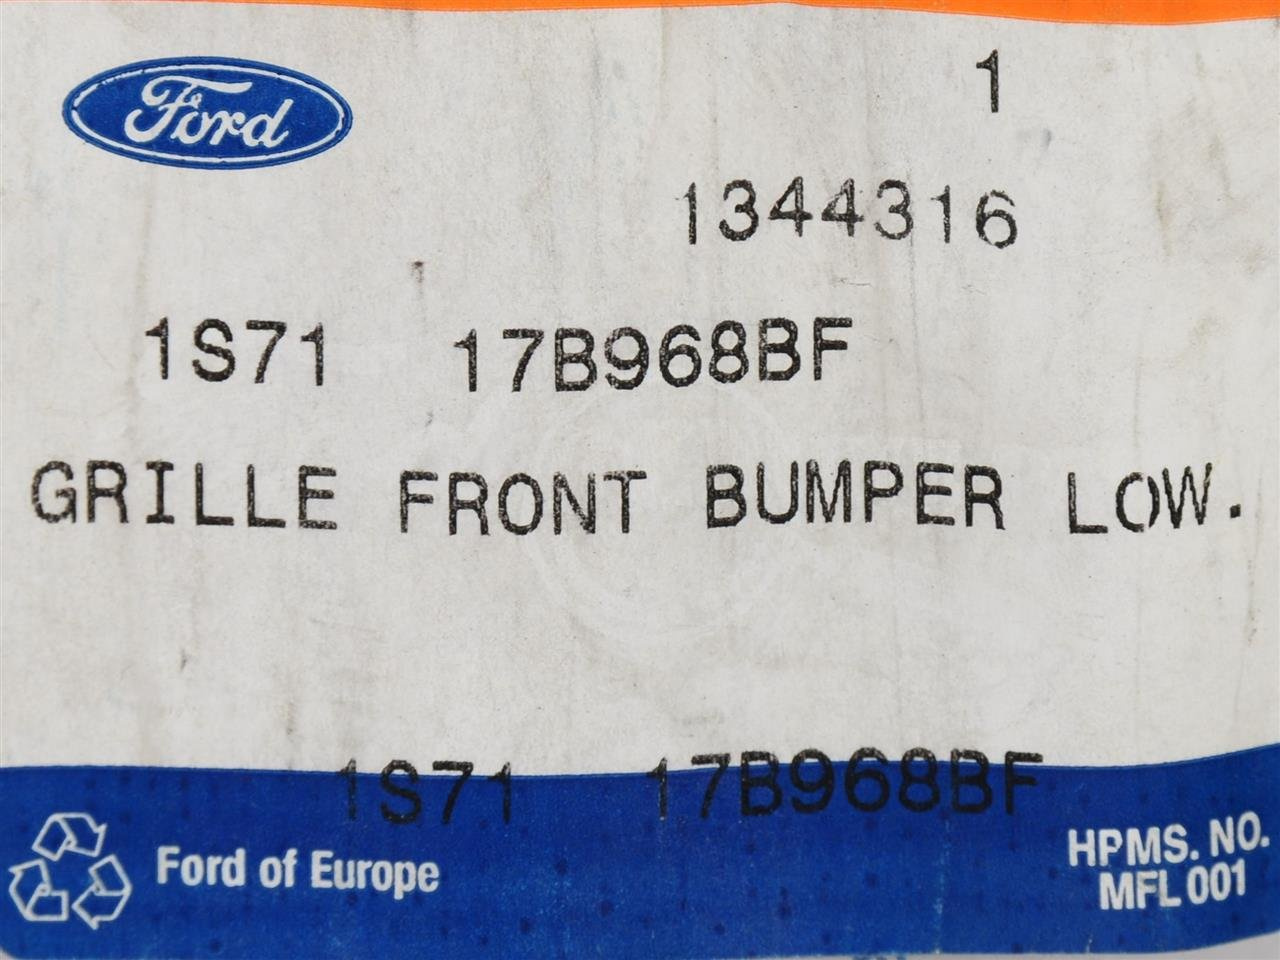 Ford
1
1344316
1S71 17B968BF
GRILLE FRONT BUMPER LOW.
1S71 17B968BF
Ford of Europe
HPMS. NO.
MFL 001